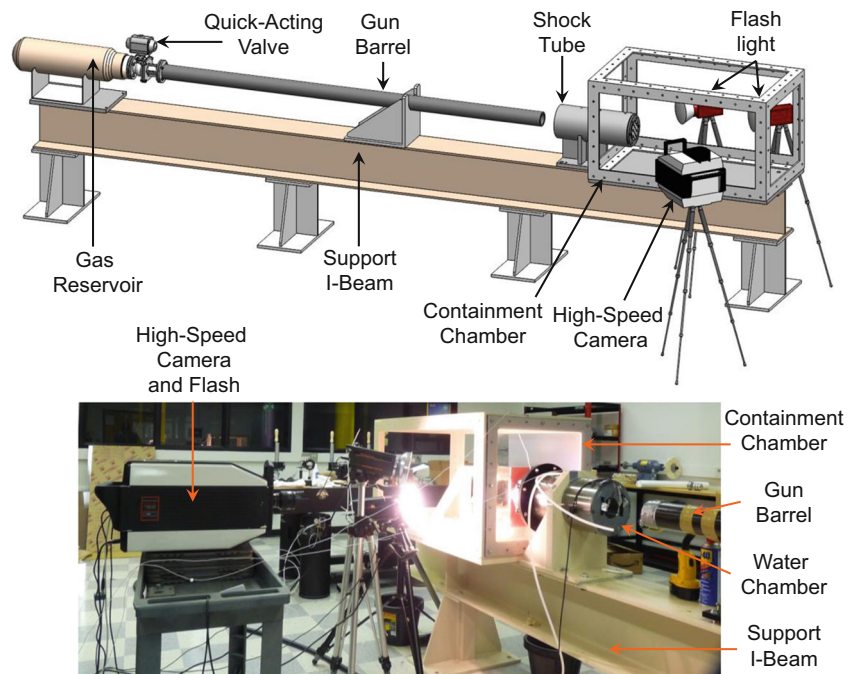 Quick-Acting
Valve
Gun
Barrel
Shock
Tube
Flash
light
Gas
Reservoir
Support
I-Beam
Containment
Chamber
High-Speed
Camera
High-Speed
Camera
and Flash
Containment
Chamber
Gun
Barrel
Water
Chamber
Support
I-Beam